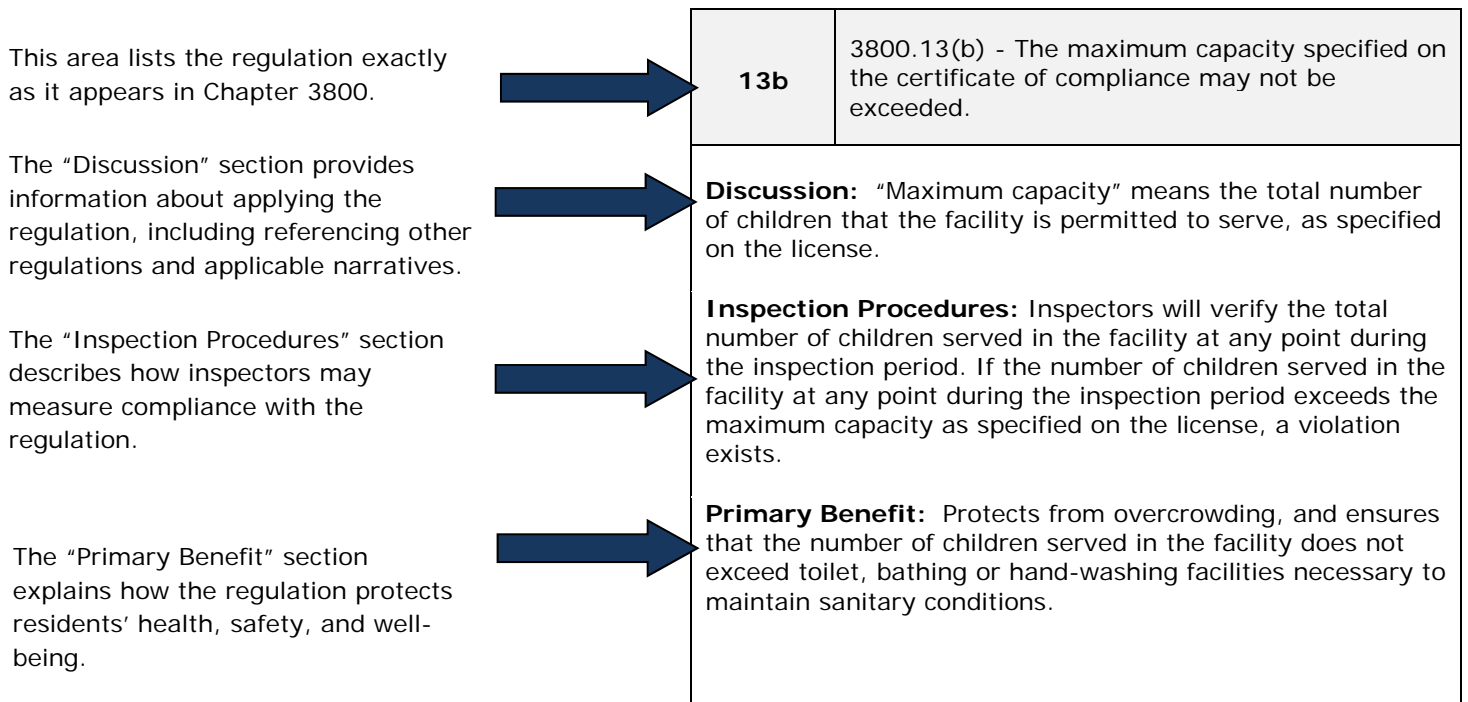 This area lists the regulation exactly
as it appears in Chapter 3800.
The “Discussion” section provides
information about applying the
regulation, including referencing other
regulations and applicable narratives.
The “Inspection Procedures” section
describes how inspectors may
measure compliance with the
regulation.
The “Primary Benefit” section
explains how the regulation protects
residents’ health, safety, and well-
being.
13b
3800.13(b) - The maximum capacity specified on
the certificate of compliance may not be
exceeded.
Discussion: “Maximum capacity” means the total number
of children that the facility is permitted to serve, as specified
on the license.
Inspection Procedures: Inspectors will verify the total
number of children served in the facility at any point during
the inspection period. If the number of children served in the
facility at any point during the inspection period exceeds the
maximum capacity as specified on the license, a violation
exists.
Primary Benefit: Protects from overcrowding, and ensures
that the number of children served in the facility does not
exceed toilet, bathing or hand-washing facilities necessary to
maintain sanitary conditions.